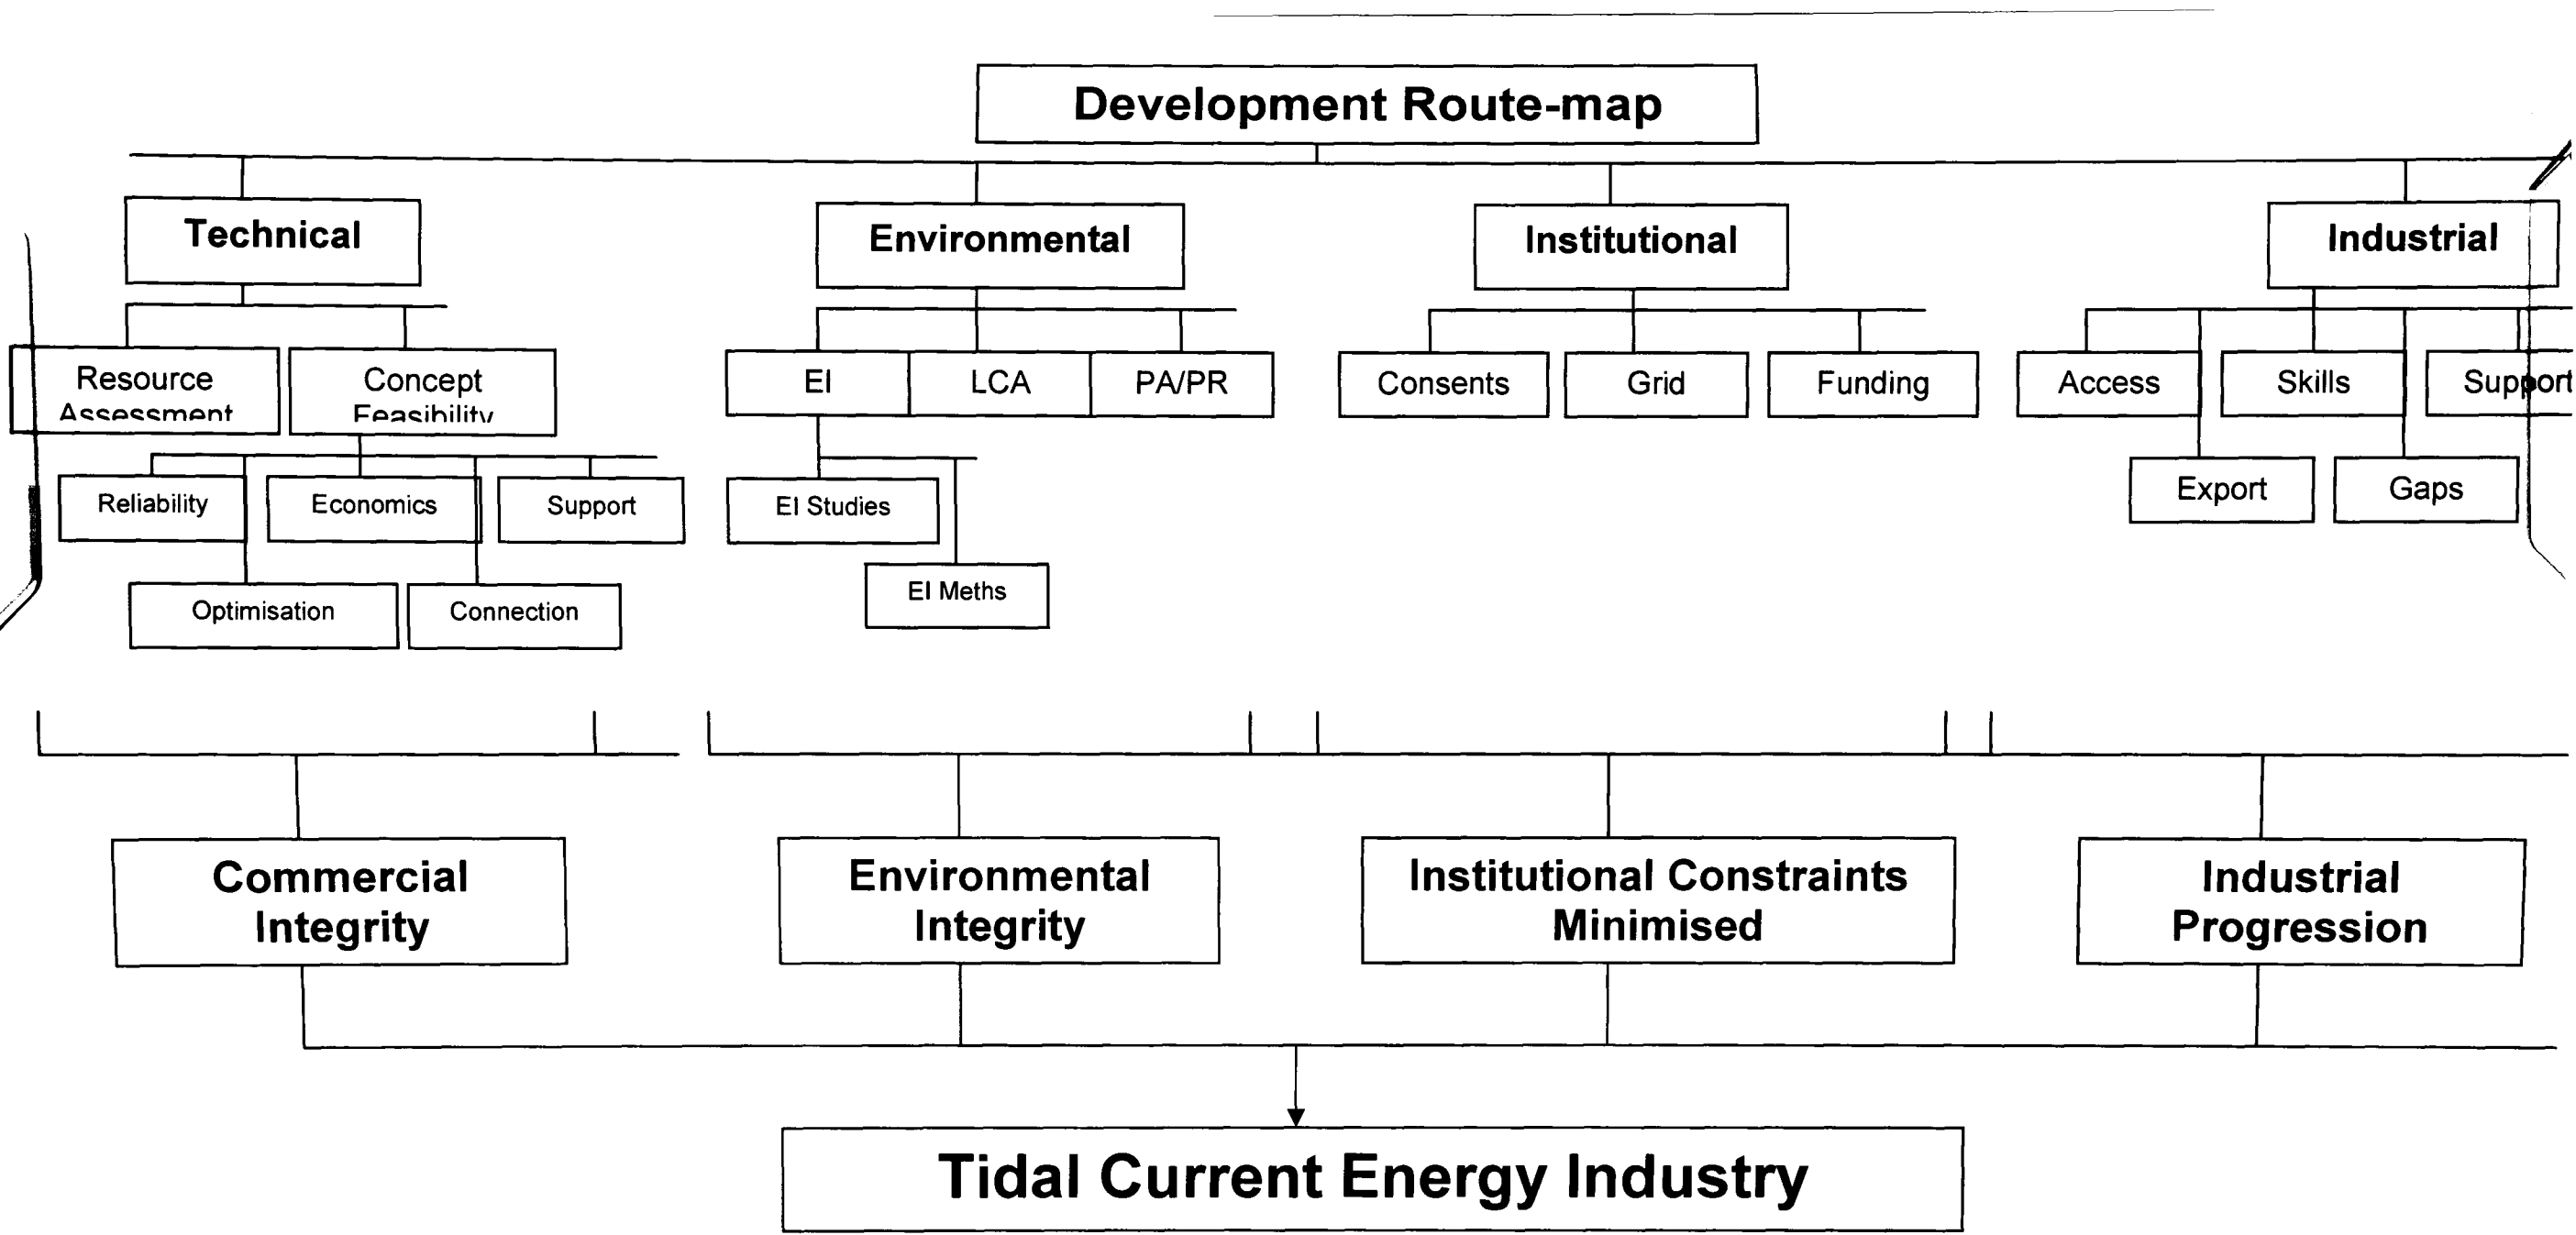 Development Route-map
Technical
Environmental
Institutional
Industrial
Resource
Assessment
Concept
Feasibility
EI
LCA
PA/PR
Consents
Grid
Funding
Access
Skills
Support
Reliability
Economics
Support
EI Studies
Export
Gaps
Optimisation
Connection
EI Meths
Commercial
Integrity
Environmental
Integrity
Institutional Constraints
Minimised
Industrial
Progression
Tidal Current Energy Industry